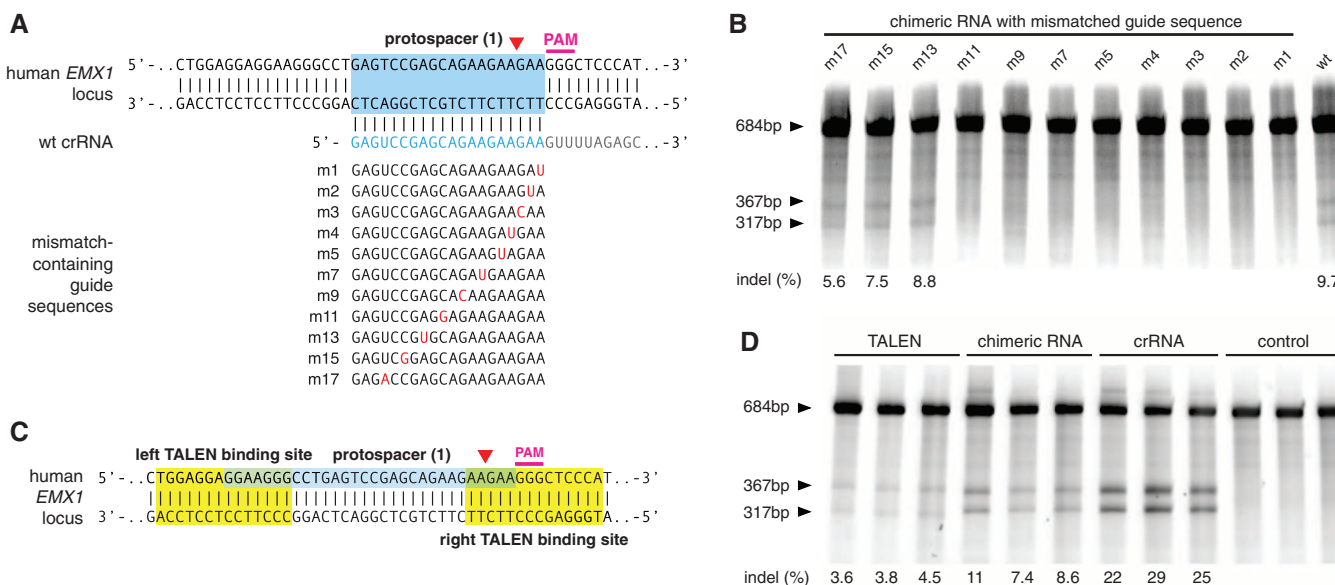 A
protospacer (1) PAM
human EMX1 locus
5'-..CTGGAGGAGGAAGGGCCTGAGTCCGAGCAGAAGAAGAAGGGCTCCCAT..-3'
3'-..GACCTCCTCCTTCCCGGACTCAGGCTCGTCTTCTTCTTCCCGAGGGTA..-5'
wt crRNA 5'- GAGUCCGAGCAGAAGAAGAAGUUUUAGAGC..-3'
mismatch-containing guide sequences
m1 GAGUCCGAGCAGAAGAAGAU
m2 GAGUCCGAGCAGAAGAAGUA
m3 GAGUCCGAGCAGAAGAACAA
m4 GAGUCCGAGCAGAAGAUGAA
m5 GAGUCCGAGCAGAAGUAGAA
m7 GAGUCCGAGCAGAUGAAGAA
m9 GAGUCCGAGCACAAGAAGAA
m11 GAGUCCGAGGAGAAGAAGAA
m13 GAGUCCGUGCAGAAGAAGAA
m15 GAGUCGGAGCAGAAGAAGAA
m17 GAGACCGAGCAGAAGAAGAA
B
chimeric RNA with mismatched guide sequence
m17 m15 m13 m11 m9 m7 m5 m4 m3 m2 m1 wt
684bp
367bp
317bp
indel (%) 5.6 7.5 8.8 9.7
C
left TALEN binding site protospacer (1) PAM
human EMX1 locus
5'-..CTGGAGGAGGAAGGGCCTGAGTCCGAGCAGAAGAAGAAGGGCTCCCAT..-3'
3'-..GACCTCCTCCTTCCCGGACTCAGGCTCGTCTTCTTCTTCCCGAGGGTA..-5'
right TALEN binding site
D
TALEN chimeric RNA crRNA control
684bp
367bp
317bp
indel (%) 3.6 3.8 4.5 11 7.4 8.6 22 29 25